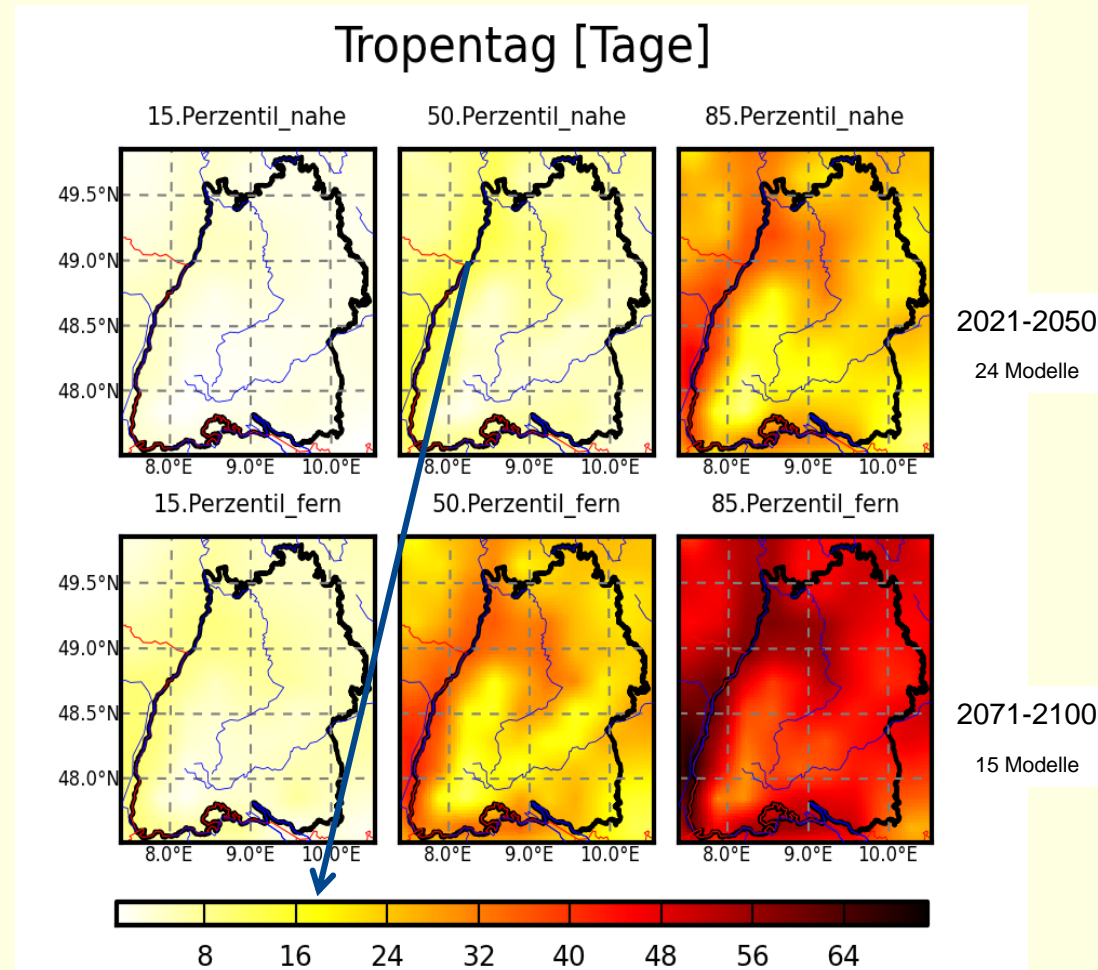 Tropentag [Tage]
15.Perzentil_nahe 50.Perzentil_nahe 85.Perzentil_nahe
49.5°N
49.0°N
48.5°N
48.0°N
8.0°E 9.0°E 10.0°E 8.0°E 9.0°E 10.0°E 8.0°E 9.0°E 10.0°E
2021-2050
24 Modelle
15.Perzentil_fern 50.Perzentil_fern 85.Perzentil_fern
49.5°N
49.0°N
48.5°N
48.0°N
8.0°E 9.0°E 10.0°E 8.0°E 9.0°E 10.0°E 8.0°E 9.0°E 10.0°E
2071-2100
15 Modelle
8 16 24 32 40 48 56 64